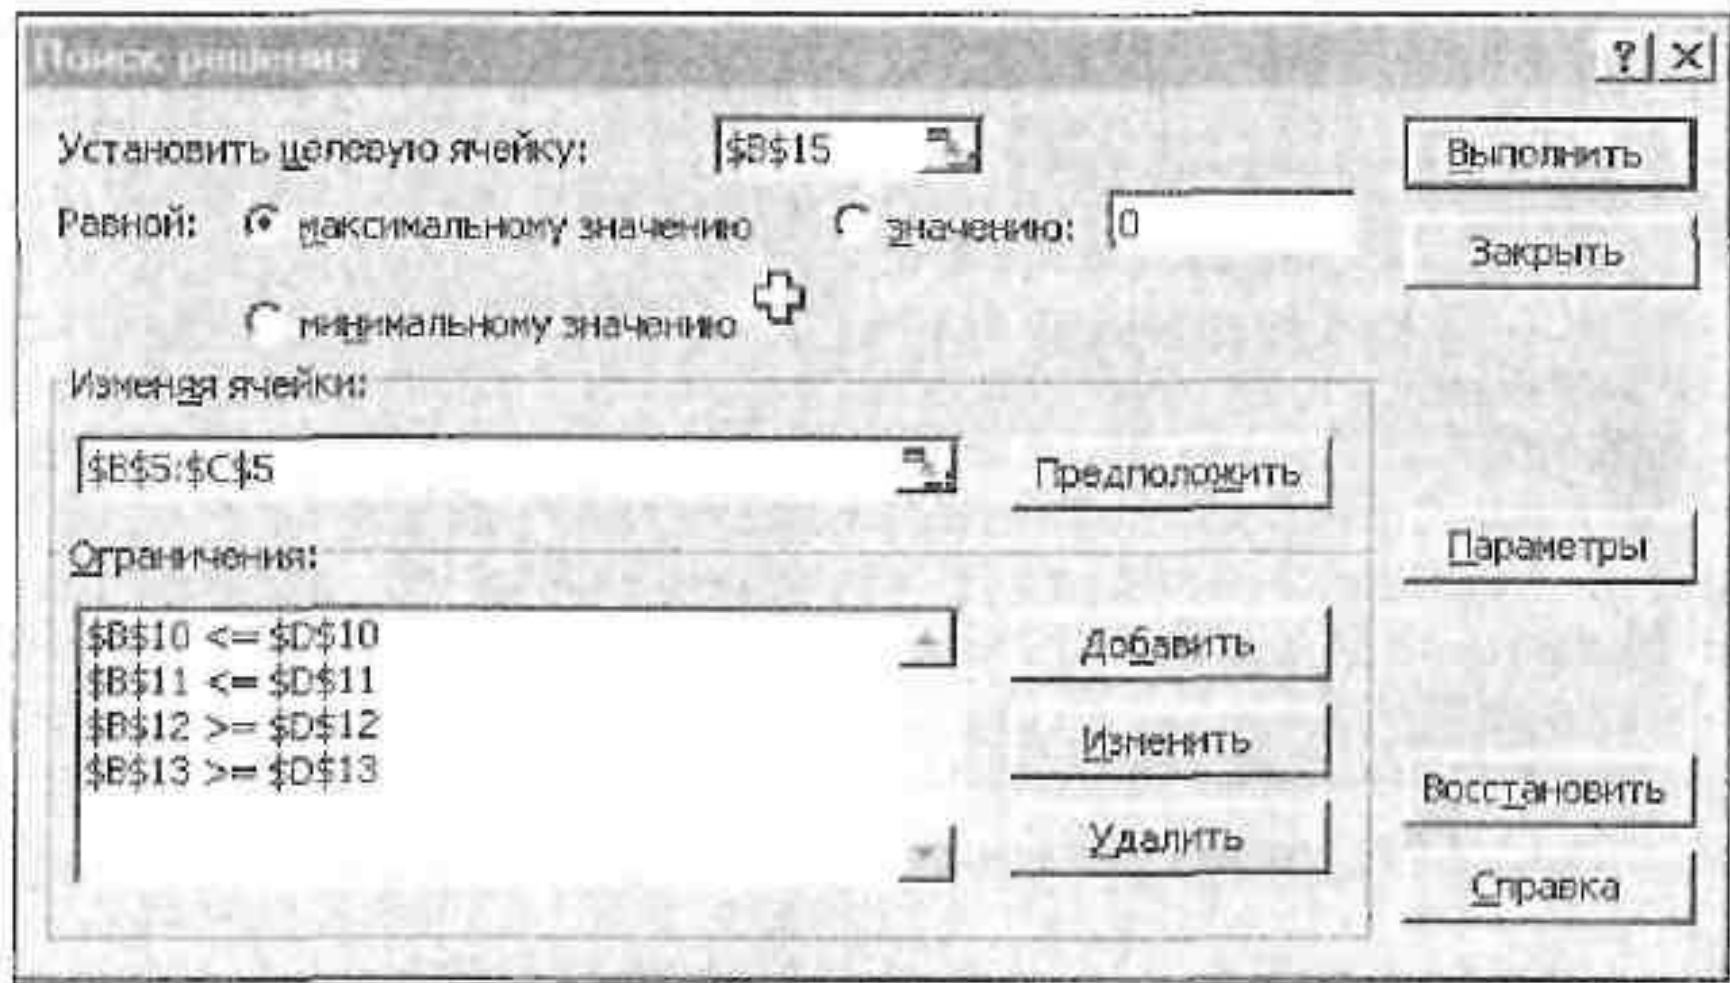 Поиск решения
Установить целевую ячейку: $B$15
Выполнить
Равной: максимальному значению значению: 0
Закрыть
минимальному значению
Изменяя ячейки:
$B$5:$C$5
Предположить
Параметры
Ограничения:
$B$10 <= $D$10
$B$11 <= $D$11
$B$12 >= $D$12
$B$13 >= $D$13
Добавить
Изменить
Удалить
Восстановить
Справка